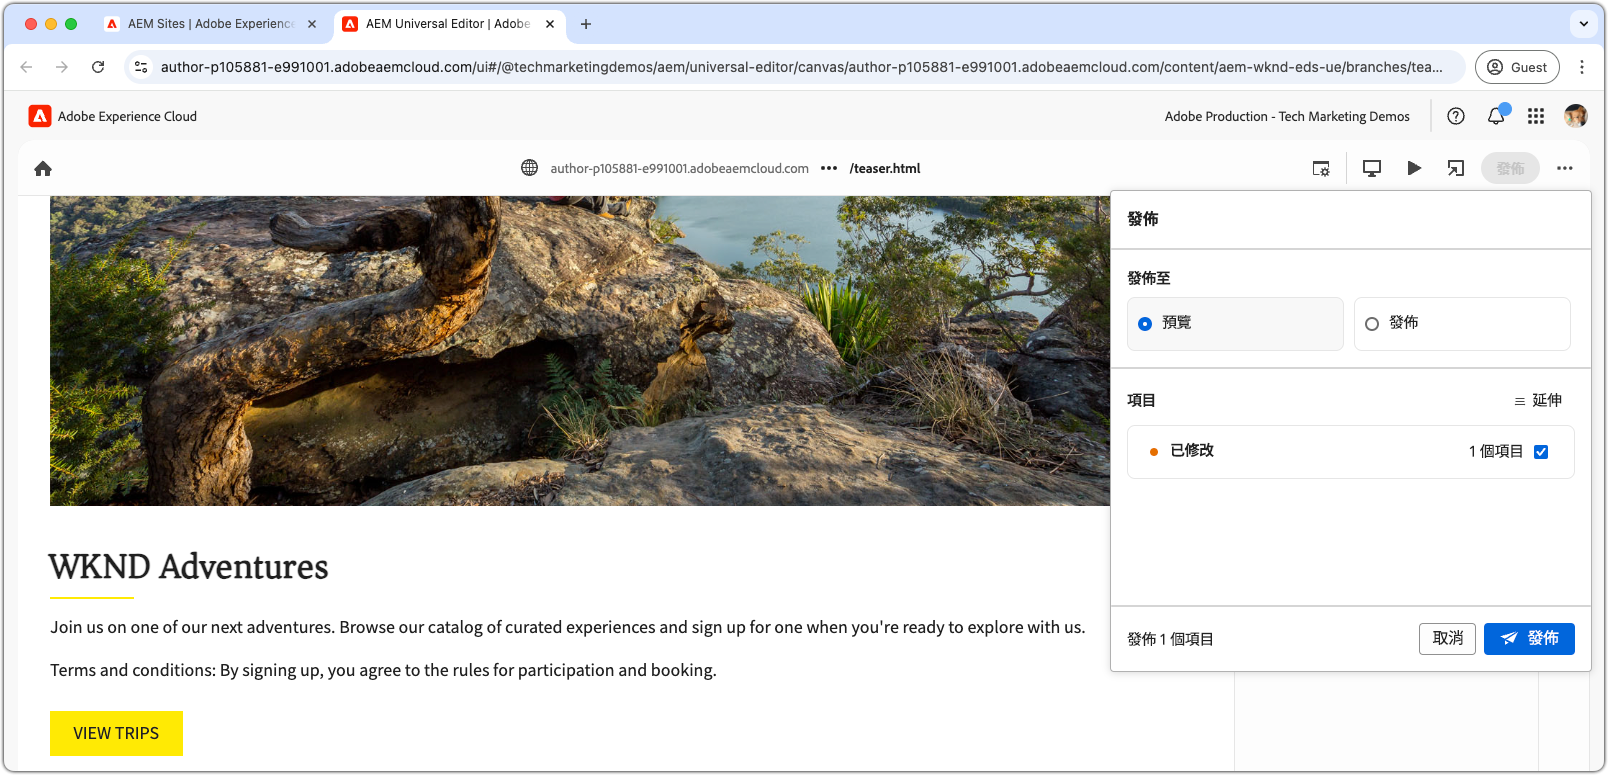 AEM Sites | Adobe Experience
AEM Universal Editor | Adobe
author-p105881-e991001.adobeaemcloud.com/ui#/@techmarketingdemos/aem/universal-editor/canvas/author-p105881-e991001.adobeaemcloud.com/content/aem-wknd-eds-ue/branches/tea...
Guest
Adobe Experience Cloud
Adobe Production - Tech Marketing Demos
author-p105881-e991001.adobeaemcloud.com ••• /teaser.html
發佈
發佈
發佈至
預覽
發佈
項目
延伸
已修改
1 個項目
發佈 1 個項目
取消
發佈
WKND Adventures
Join us on one of our next adventures. Browse our catalog of curated experiences and sign up for one when you're ready to explore with us.
Terms and conditions: By signing up, you agree to the rules for participation and booking.
VIEW TRIPS